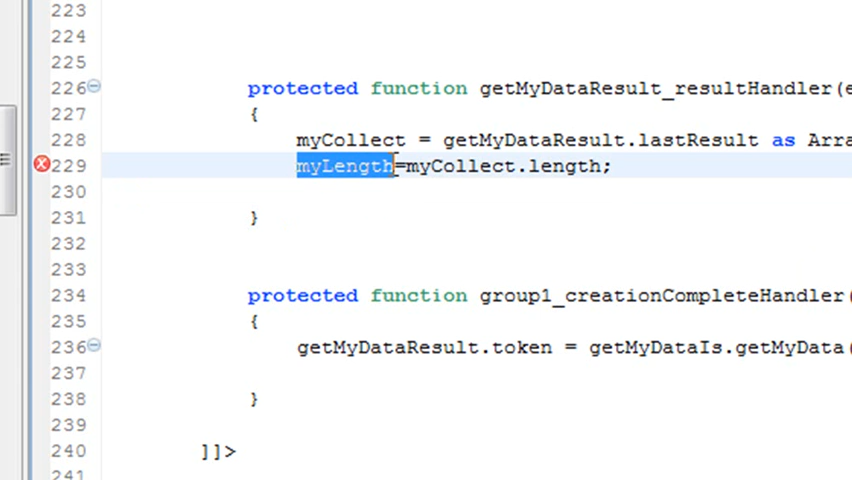 223
224
225
226 protected function getMyDataResult_resultHandler(e
227 {
228 myCollect = getMyDataResult.lastResult as Arra
229 myLength=myCollect.length;
230
231 }
232
233
234 protected function group1_creationCompleteHandler(
235 {
236 getMyDataResult.token = getMyDataIs.getMyData(
237
238 }
239
240 ]]>
241